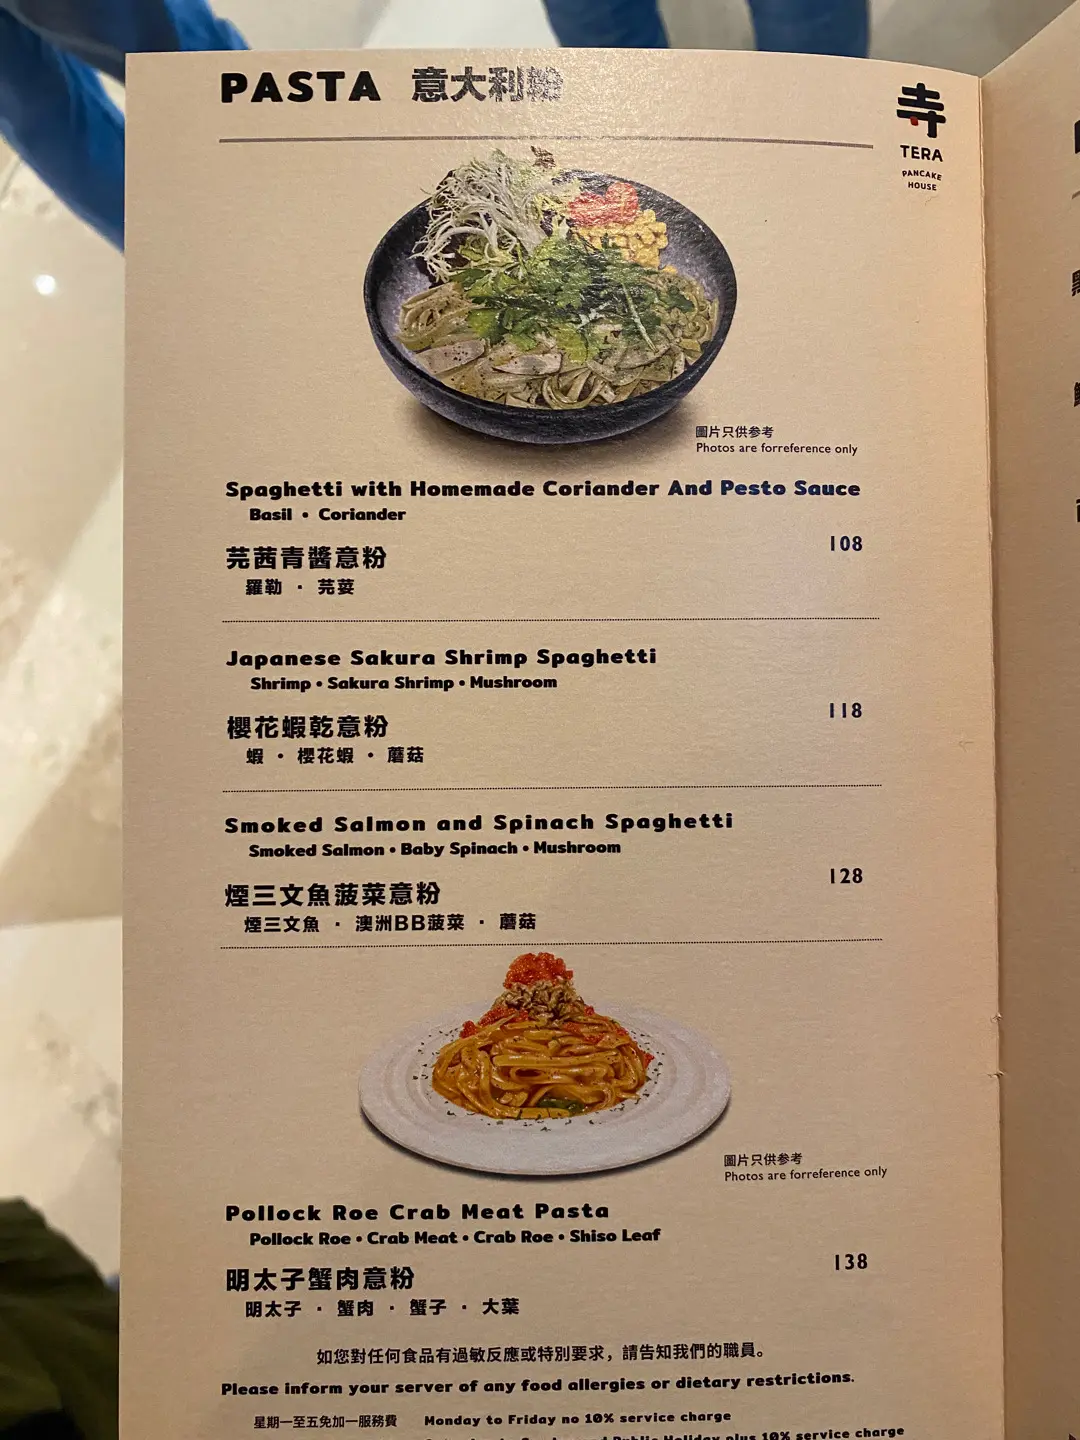 PASTA 意大利粉
寺
TERA
PANCAKE
HOUSE
圖片只供參考
Photos are forreference only
Spaghetti with Homemade Coriander And Pesto Sauce
Basil • Coriander
108
芫茜青醬意粉
羅勒 · 芫荽
Japanese Sakura Shrimp Spaghetti
Shrimp • Sakura Shrimp • Mushroom
118
櫻花蝦乾意粉
蝦 · 櫻花蝦 · 蘑菇
Smoked Salmon and Spinach Spaghetti
Smoked Salmon • Baby Spinach • Mushroom
128
煙三文魚菠菜意粉
煙三文魚 · 澳洲BB菠菜 · 蘑菇
圖片只供參考
Photos are forreference only
Pollock Roe Crab Meat Pasta
Pollock Roe • Crab Meat • Crab Roe • Shiso Leaf
138
明太子蟹肉意粉
明太子 · 蟹肉 · 蟹子 · 大葉
如您對任何食品有過敏反應或特別要求，請告知我們的職員。
Please inform your server of any food allergies or dietary restrictions.
星期一至五免加一服務費 Monday to Friday no 10% service charge
Public Holiday plus 10% service charge